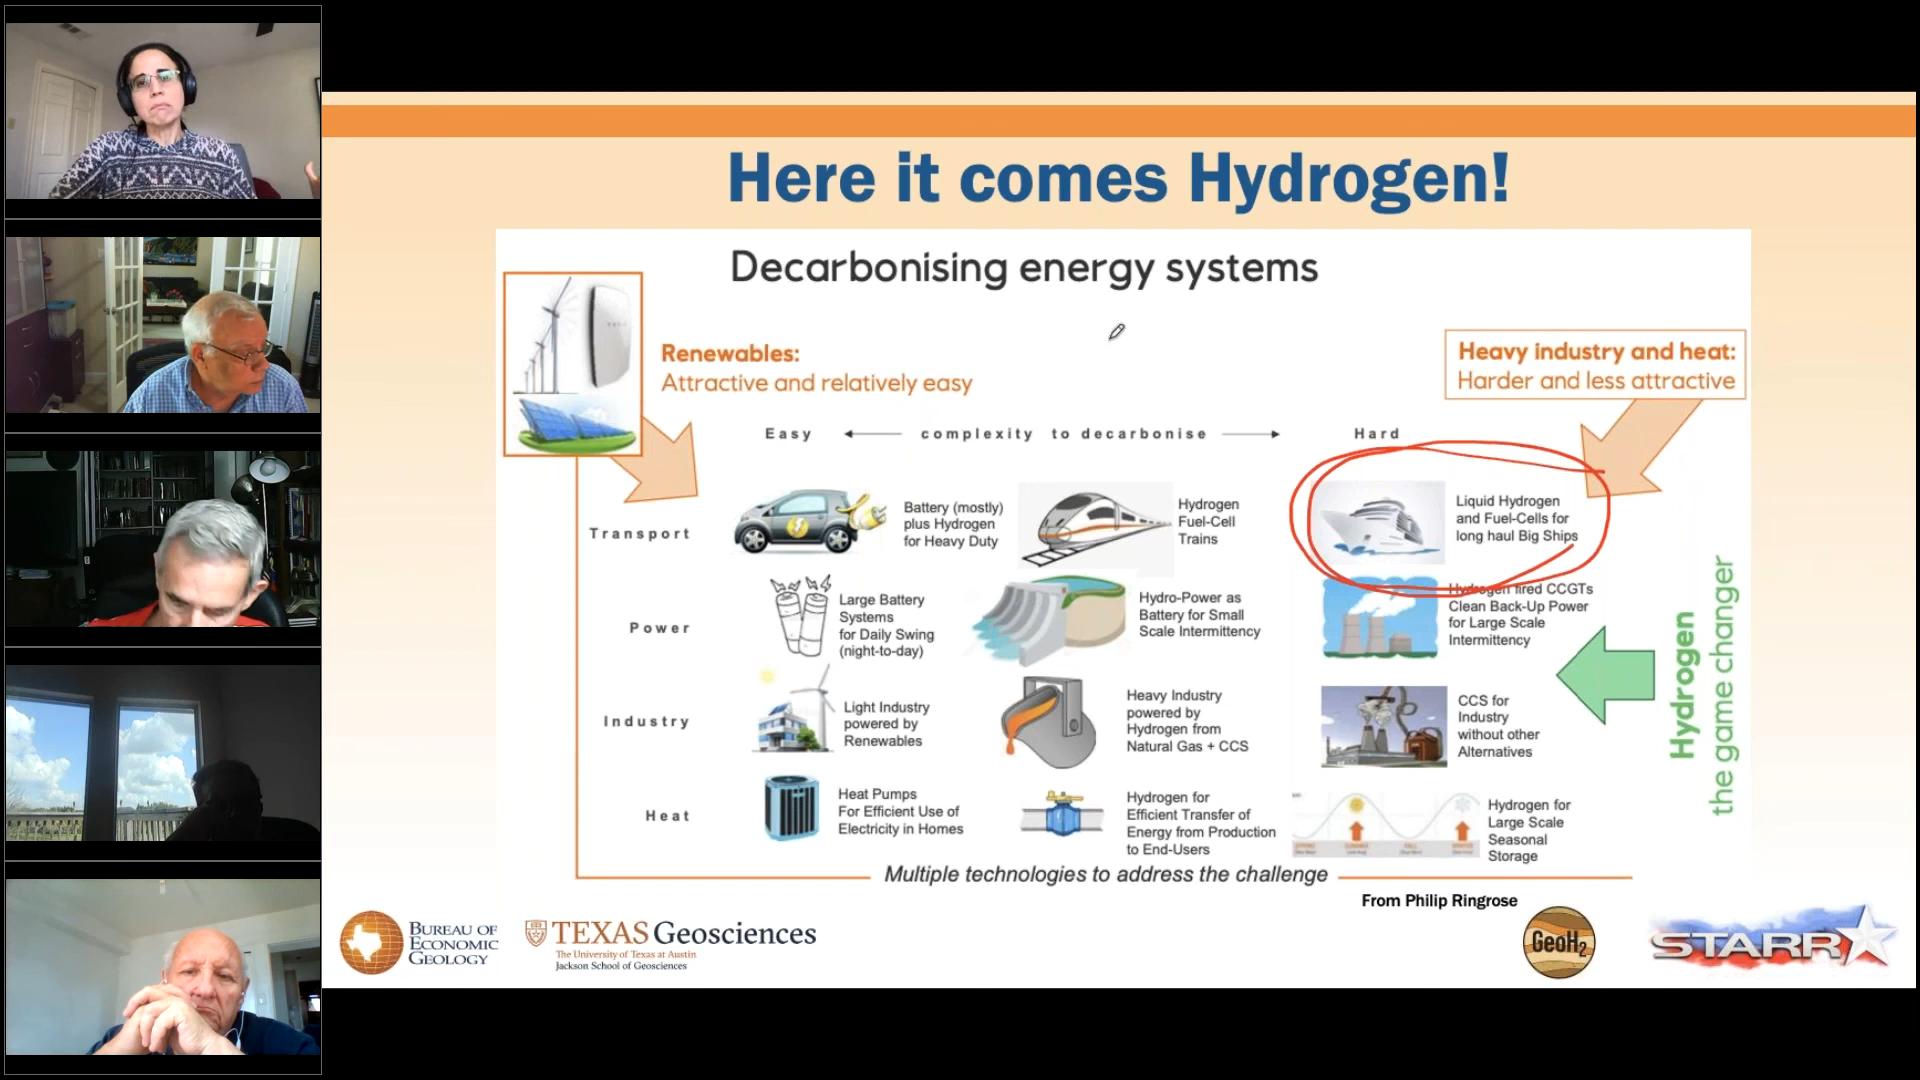 Here it comes Hydrogen!
Decarbonising energy systems
Renewables:
Attractive and relatively easy
Heavy industry and heat:
Harder and less attractive
Easy
complexity to decarbonise
Hard
Transport
Battery (mostly)
plus Hydrogen
for Heavy Duty
Hydrogen
Fuel-Cell
Trains
Liquid Hydrogen
and Fuel-Cells for
long haul Big Ships
Power
Large Battery
Systems
for Daily Swing
(night-to-day)
Hydro-Power as
Battery for Small
Scale Intermittency
Hydrogen fired CCGTs
Clean Back-Up Power
for Large Scale
Intermittency
Industry
Light Industry
powered by
Renewables
Heavy Industry
powered by
Hydrogen from
Natural Gas + CCS
CCS for
Industry
without other
Alternatives
Heat
Heat Pumps
For Efficient Use of
Electricity in Homes
Hydrogen for
Efficient Transfer of
Energy from Production
to End-Users
Hydrogen for
Large Scale
Seasonal
Storage
Hydrogen
the game changer
Multiple technologies to address the challenge
From Philip Ringrose
BUREAU OF
ECONOMIC
GEOLOGY
TEXAS Geosciences
The University of Texas at Austin
Jackson School of Geosciences
GeoH2
STARR